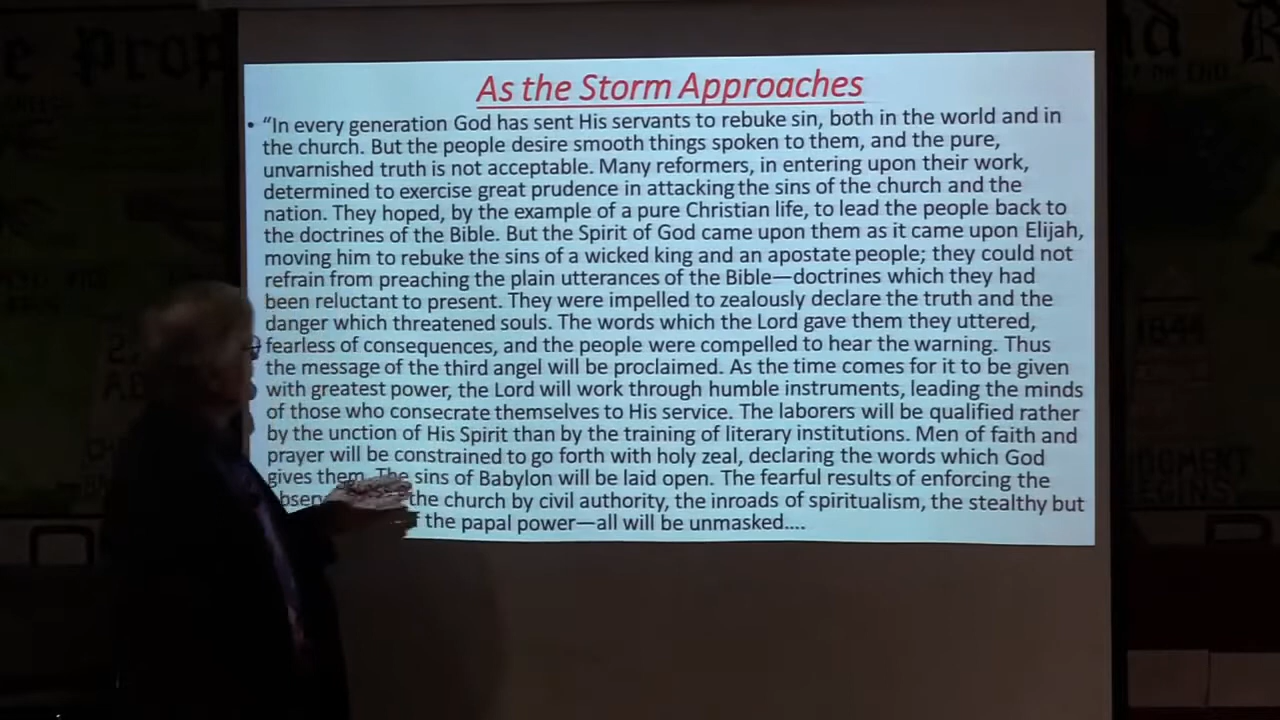 As the Storm Approaches
• “In every generation God has sent His servants to rebuke sin, both in the world and in
the church. But the people desire smooth things spoken to them, and the pure,
unvarnished truth is not acceptable. Many reformers, in entering upon their work,
determined to exercise great prudence in attacking the sins of the church and the
nation. They hoped, by the example of a pure Christian life, to lead the people back to
the doctrines of the Bible. But the Spirit of God came upon them as it came upon Elijah,
moving him to rebuke the sins of a wicked king and an apostate people; they could not
refrain from preaching the plain utterances of the Bible—doctrines which they had
been reluctant to present. They were impelled to zealously declare the truth and the
danger which threatened souls. The words which the Lord gave them they uttered,
fearless of consequences, and the people were compelled to hear the warning. Thus
the message of the third angel will be proclaimed. As the time comes for it to be given
with greatest power, the Lord will work through humble instruments, leading the minds
of those who consecrate themselves to His service. The laborers will be qualified rather
by the unction of His Spirit than by the training of literary institutions. Men of faith and
prayer will be constrained to go forth with holy zeal, declaring the words which God
gives them. The sins of Babylon will be laid open. The fearful results of enforcing the
the church by civil authority, the inroads of spiritualism, the stealthy but
the papal power—all will be unmasked....
1844